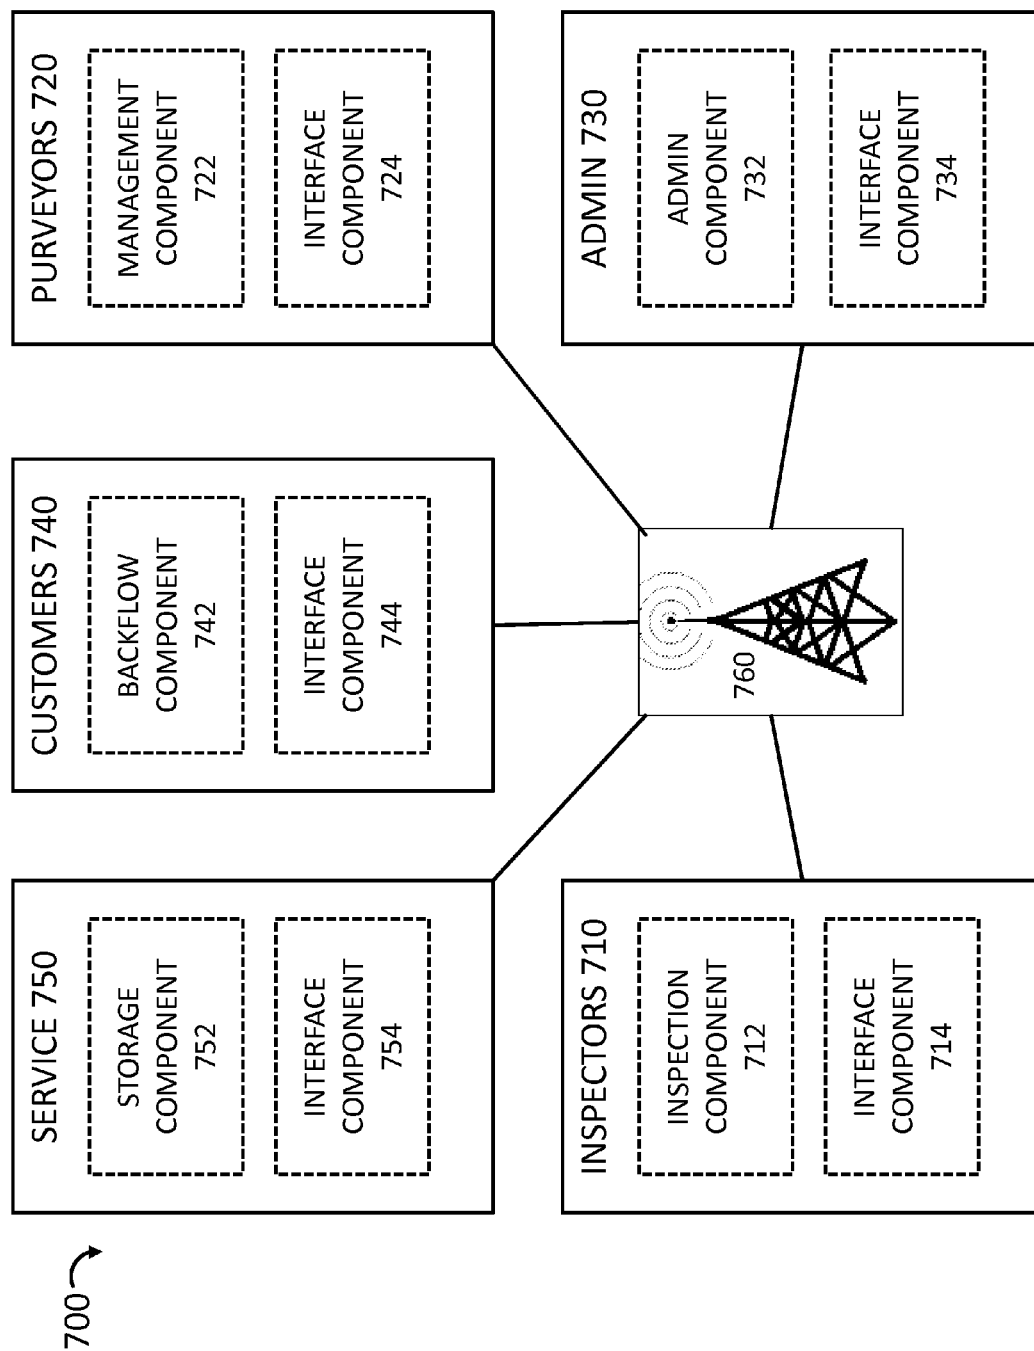 700
SERVICE 750
STORAGE
COMPONENT
752
INTERFACE
COMPONENT
754
CUSTOMERS 740
BACKFLOW
COMPONENT
742
INTERFACE
COMPONENT
744
PURVEYORS 720
MANAGEMENT
COMPONENT
722
INTERFACE
COMPONENT
724
760
INSPECTORS 710
INSPECTION
COMPONENT
712
INTERFACE
COMPONENT
714
ADMIN 730
ADMIN
COMPONENT
732
INTERFACE
COMPONENT
734